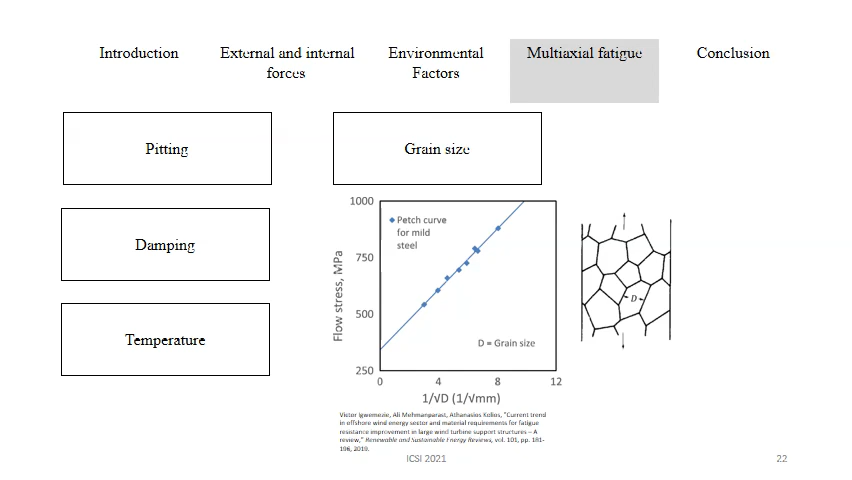 Introduction
External and internal
forces
Environmental
Factors
Multiaxial fatigue
Conclusion
Pitting
Grain size
Damping
Temperature
1000
750
500
250
Flow stress, MPa
Petch curve
for mild
steel
D = Grain size
0
4
8
12
1/√D (1/√mm)
D
Victor Igwemezie, Ali Mehmanparast, Athanasios Kolios, "Current trend
in offshore wind energy sector and material requirements for fatigue
resistance improvement in large wind turbine support structures – A
review," Renewable and Sustainable Energy Reviews, vol. 101, pp. 181-
196, 2019.
ICSI 2021
22